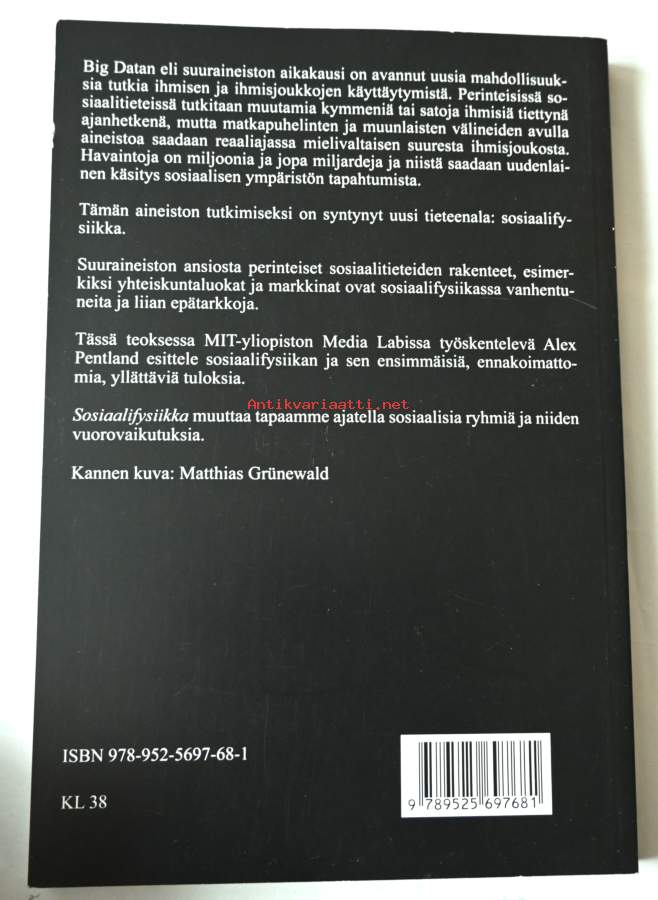 Big Datan eli suuraineiston aikakausi on avannut uusia mahdollisuuk-
sia tutkia ihmisen ja ihmisjoukkojen käyttäytymistä. Perinteisissä so-
siaalitieteissä tutkitaan muutamia kymmeniä tai satoja ihmisiä tiettynä
ajanhetkenä, mutta matkapuhelinten ja muunlaisten välineiden avulla
aineistoa saadaan reaaliajassa mielivaltaisen suuresta ihmisjoukosta.
Havaintoja on miljoonia ja jopa miljardeja ja niistä saadaan uudenlai-
nen käsitys sosiaalisen ympäristön tapahtumista.
Tämän aineiston tutkimiseksi on syntynyt uusi tieteenala: sosiaalify-
siikka.
Suuraineiston ansiosta perinteiset sosiaalitieteiden rakenteet, esimer-
kiksi yhteiskuntaluokat ja markkinat ovat sosiaalifysiikassa vanhentu-
neita ja liian epätarkkoja.
Tässä teoksessa MIT-yliopiston Media Labissa työskentelevä Alex
Pentland esittele sosiaalifysiikan ja sen ensimmäisiä, ennakoimatto-
mia, yllättäviä tuloksia.
Antikvariaatti.net
Sosiaalifysiikka muuttaa tapaamme ajatella sosiaalisia ryhmiä ja niiden
vuorovaikutuksia.
Kannen kuva: Matthias Grünewald
ISBN 978-952-5697-68-1
KL 38
9 789525 697681